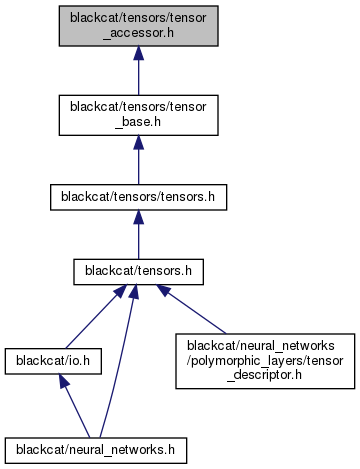 blackcat/tensors/tensor
_accessor.h
blackcat/tensors/tensor
_base.h
blackcat/tensors/tensors.h
blackcat/tensors.h
blackcat/io.h
blackcat/neural_networks
/polymorphic_layers/tensor
_descriptor.h
blackcat/neural_networks.h